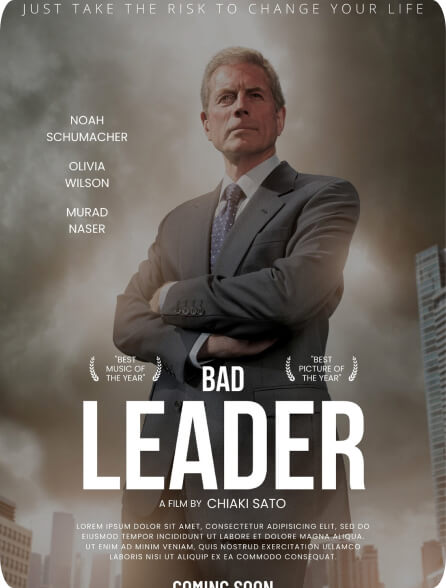 JUST TAKE THE RISK TO CHANGE YOUR LIFE
NOAH
SCHUMACHER
OLIVIA
WILSON
MURAD
NASER
"BEST
MUSIC OF
THE YEAR"
"BEST
PICTURE OF
THE YEAR"
BAD
LEADER
A FILM BY CHIAKI SATO
LOREM IPSUM DOLOR SIT AMET, CONSECTETUR ADIPISICING ELIT, SED DO
EIUSMOD TEMPOR INCIDIDUNT UT LABORE ET DOLORE MAGNA ALIQUA.
UT ENIM AD MINIM VENIAM, QUIS NOSTRUD EXERCITATION ULLAMCO
LABORIS NISI UT ALIQUIP EX EA COMMODO CONSEQUAT.
COMING SOON